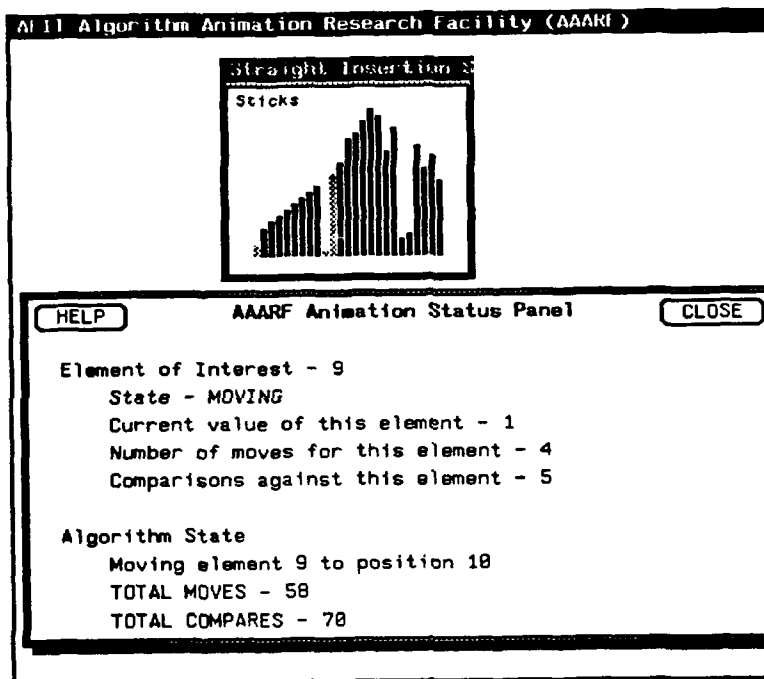 AFIT Algorithm Animation Research Facility (AAARF)
Straight Insertion S
Sticks
HELP
AAARF Animation Status Panel
CLOSE
Element of Interest - 9
State - MOVING
Current value of this element - 1
Number of moves for this element - 4
Comparisons against this element - 5
Algorithm State
Moving element 9 to position 10
TOTAL MOVES - 58
TOTAL COMPARES - 70